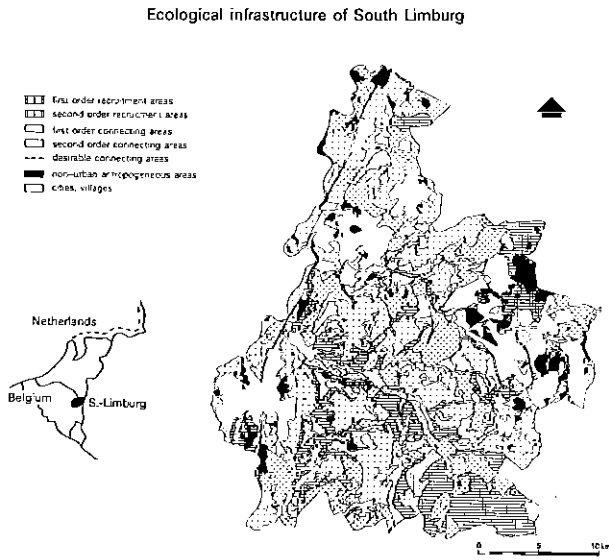 Ecological infrastructure of South Limburg
first order recruitment areas
second order recruitment areas
first order connecting areas
second order connecting areas
desirable connecting areas
non-urban antropogeneous areas
cities, villages
Netherlands
Belgium
S.-Limburg
0 5 10 km